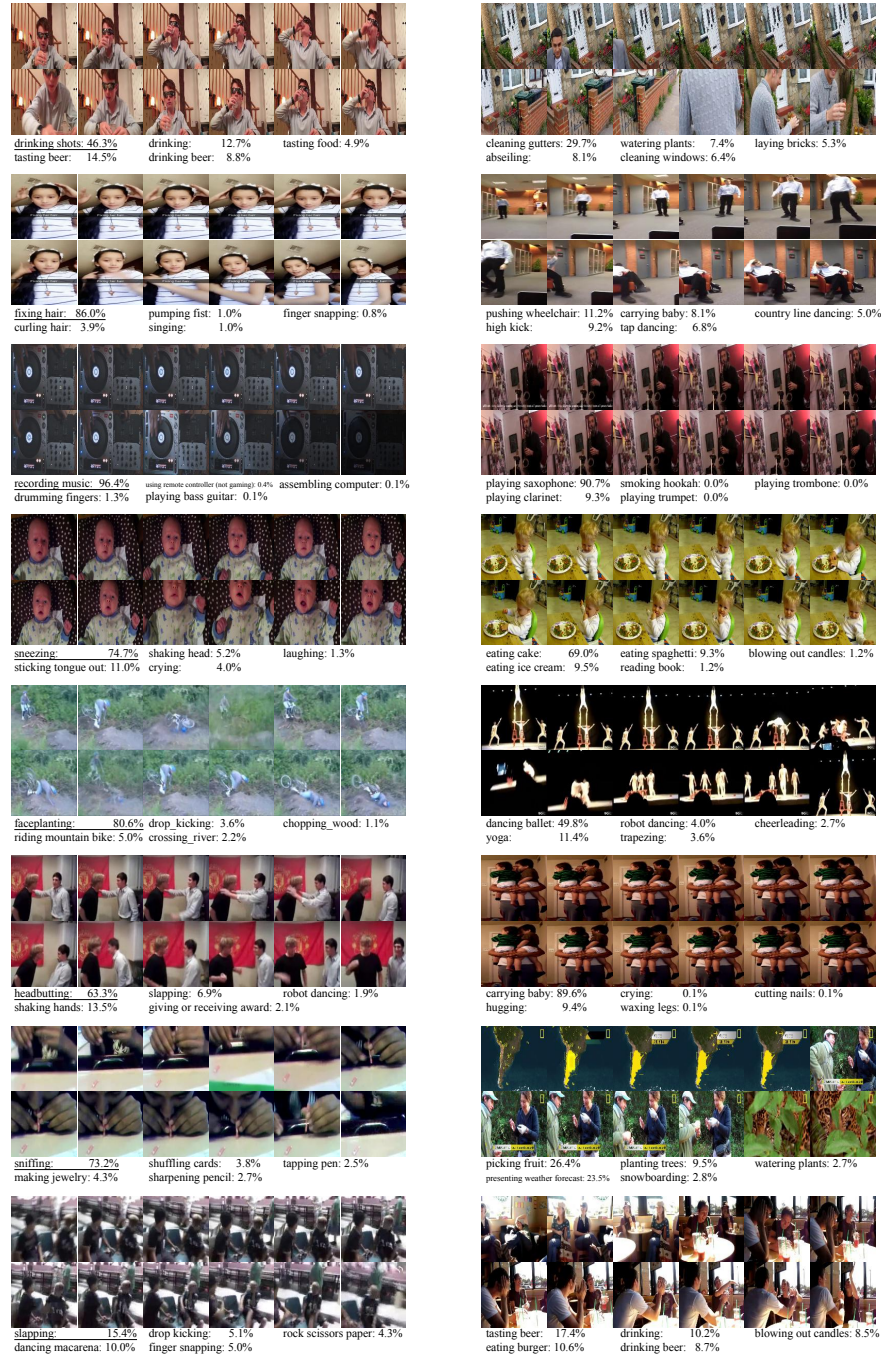 drinking shots: 46.3% drinking: 12.7% tasting food: 4.9%
tasting beer: 14.5% drinking beer: 8.8%
cleaning gutters: 29.7% watering plants: 7.4% laying bricks: 5.3%
abseiling: 8.1% cleaning windows: 6.4%
fixing hair: 86.0% pumping fist: 1.0% finger snapping: 0.8%
curling hair: 3.9% singing: 1.0%
pushing wheelchair: 11.2% carrying baby: 8.1% country line dancing: 5.0%
high kick: 9.2% tap dancing: 6.8%
recording music: 96.4% using remote controller (not gaming): 0.4% assembling computer: 0.1%
drumming fingers: 1.3% playing bass guitar: 0.1%
playing saxophone: 90.7% smoking hookah: 0.0% playing trombone: 0.0%
playing clarinet: 9.3% playing trumpet: 0.0%
sneezing: 74.7% shaking head: 5.2% laughing: 1.3%
sticking tongue out: 11.0% crying: 4.0%
eating cake: 69.0% eating spaghetti: 9.3% blowing out candles: 1.2%
eating ice cream: 9.5% reading book: 1.2%
faceplanting: 80.6% drop_kicking: 3.6% chopping_wood: 1.1%
riding mountain bike: 5.0% crossing_river: 2.2%
dancing ballet: 49.8% robot dancing: 4.0% cheerleading: 2.7%
yoga: 11.4% trapezing: 3.6%
headbutting: 63.3% slapping: 6.9% robot dancing: 1.9%
shaking hands: 13.5% giving or receiving award: 2.1%
carrying baby: 89.6% crying: 0.1% cutting nails: 0.1%
hugging: 9.4% waxing legs: 0.1%
sniffing: 73.2% shuffling cards: 3.8% tapping pen: 2.5%
making jewelry: 4.3% sharpening pencil: 2.7%
picking fruit: 26.4% planting trees: 9.5% watering plants: 2.7%
presenting weather forecast: 23.5% snowboarding: 2.8%
slapping: 15.4% drop kicking: 5.1% rock scissors paper: 4.3%
dancing macarena: 10.0% finger snapping: 5.0%
tasting beer: 17.4% drinking: 10.2% blowing out candles: 8.5%
eating burger: 10.6% drinking beer: 8.7%